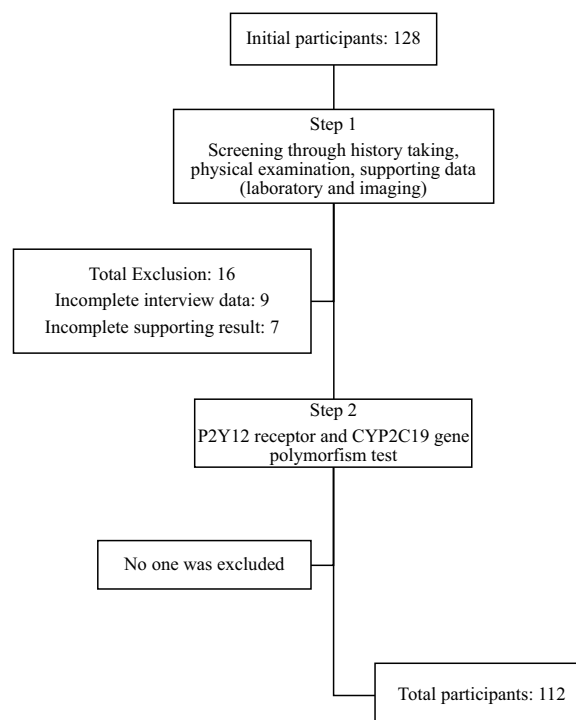 Initial participants: 128
Step 1
Screening through history taking,
physical examination, supporting data
(laboratory and imaging)
Total Exclusion: 16
Incomplete interview data: 9
Incomplete supporting result: 7
Step 2
P2Y12 receptor and CYP2C19 gene
polymorfism test
No one was excluded
Total participants: 112